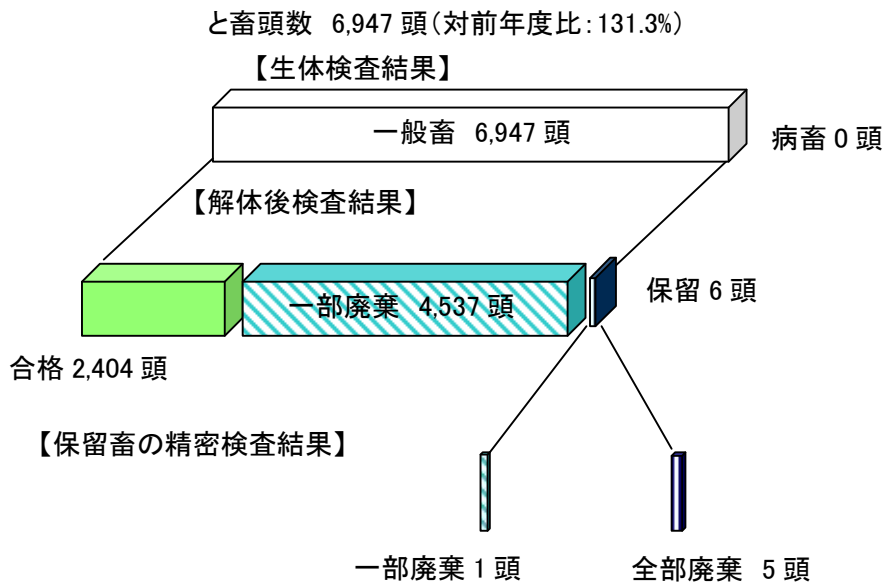 と畜頭数 6,947 頭(対前年度比:131.3%)
【生体検査結果】
一般畜 6,947 頭
病畜 0 頭
【解体後検査結果】
一部廃棄 4,537 頭
保留 6 頭
合格 2,404 頭
【保留畜の精密検査結果】
一部廃棄 1 頭
全部廃棄 5 頭